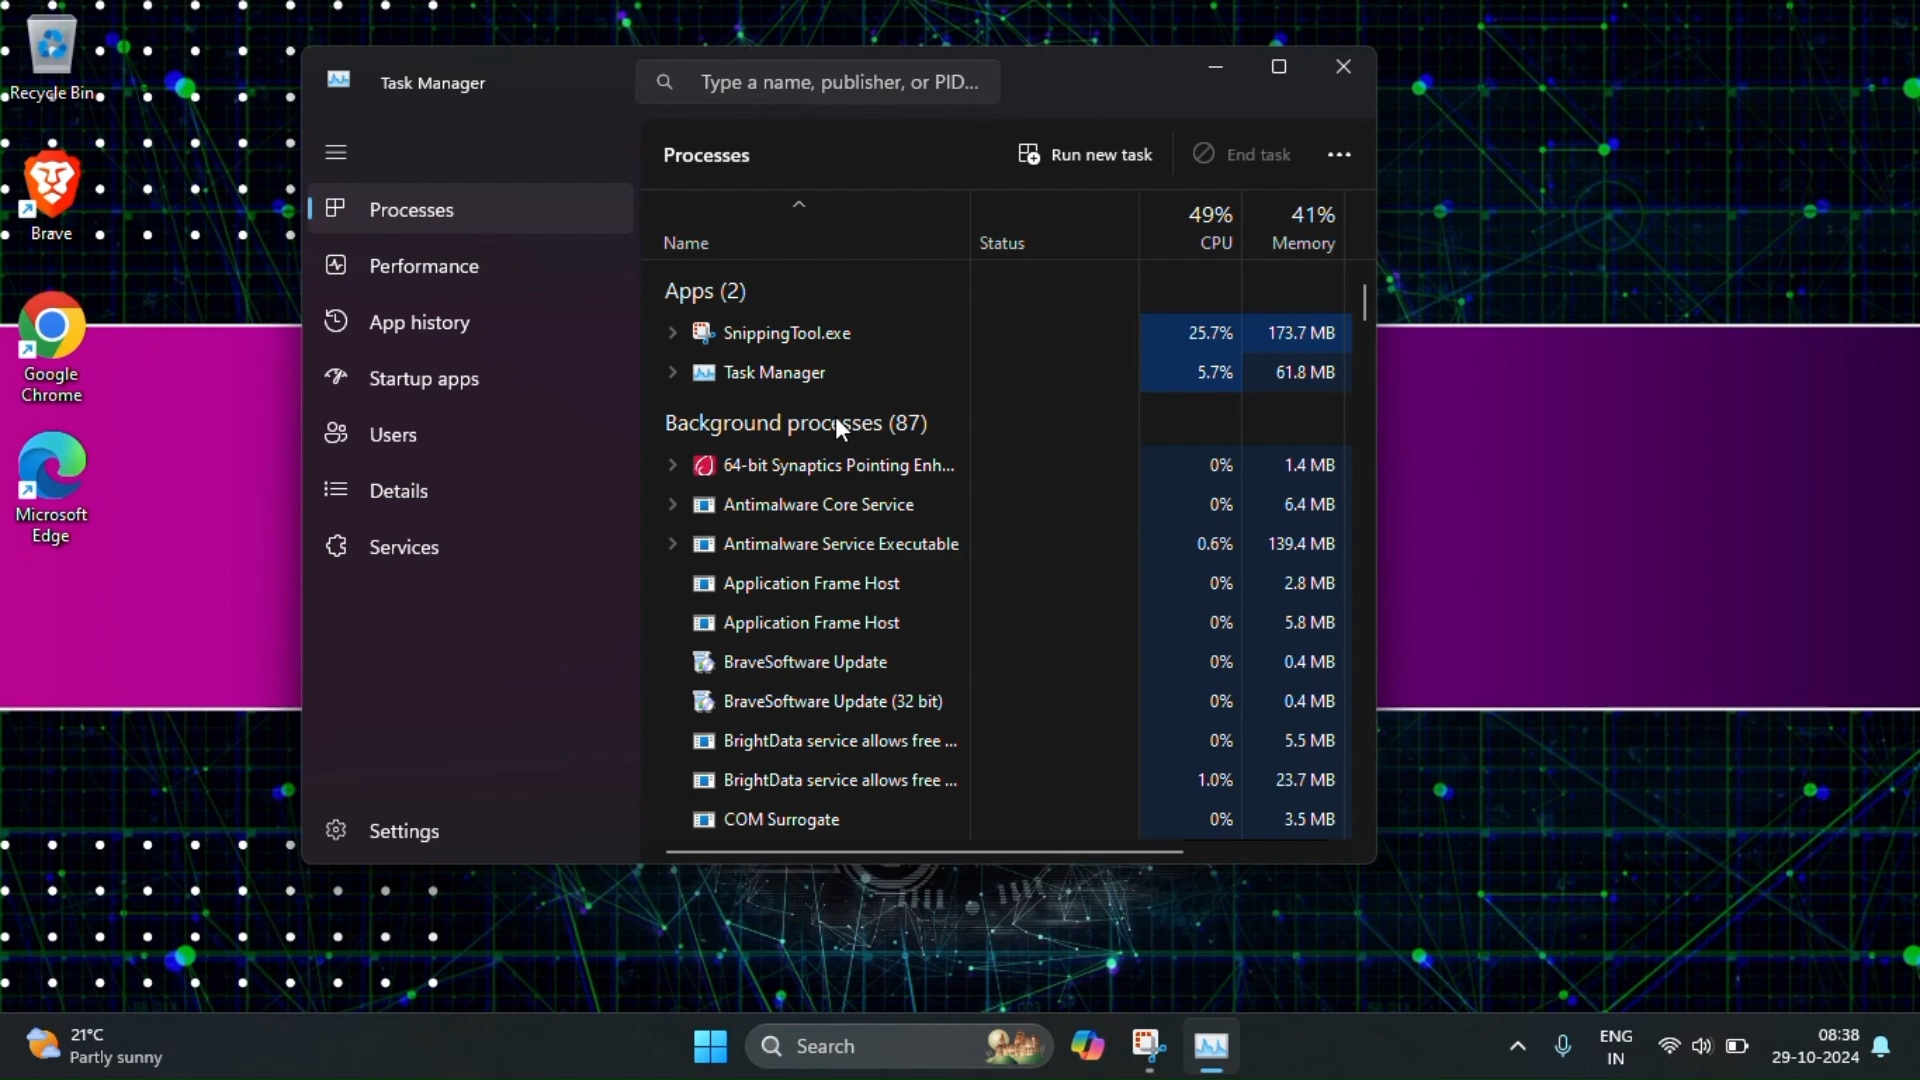 Recycle Bin
Brave
Google
Chrome
Microsoft
Edge
Task Manager
Type a name, publisher, or PID...
Processes
Performance
App history
Startup apps
Users
Details
Services
Settings
Processes
Run new task
End task
Name
Status
49%
CPU
41%
Memory
Apps (2)
SnippingTool.exe 25.7% 173.7 MB
Task Manager 5.7% 61.8 MB
Background processes (87)
64-bit Synaptics Pointing Enh... 0% 1.4 MB
Antimalware Core Service 0% 6.4 MB
Antimalware Service Executable 0.6% 139.4 MB
Application Frame Host 0% 2.8 MB
Application Frame Host 0% 5.8 MB
BraveSoftware Update 0% 0.4 MB
BraveSoftware Update (32 bit) 0% 0.4 MB
BrightData service allows free ... 0% 5.5 MB
BrightData service allows free ... 1.0% 23.7 MB
COM Surrogate 0% 3.5 MB
21°C
Partly sunny
Search
ENG
IN
08:38
29-10-2024